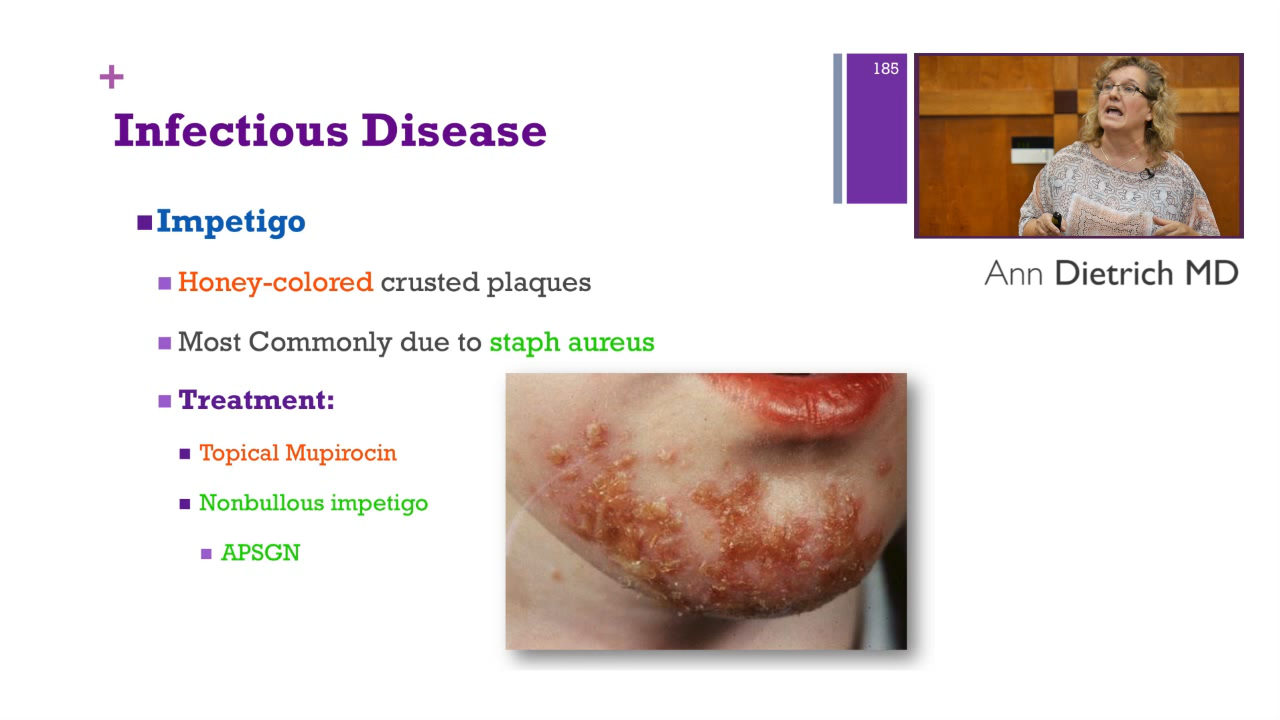 +
185
Infectious Disease
Impetigo
Honey-colored crusted plaques
Most Commonly due to staph aureus
Treatment:
Topical Mupirocin
Nonbullous impetigo
APSGN
Ann Dietrich MD